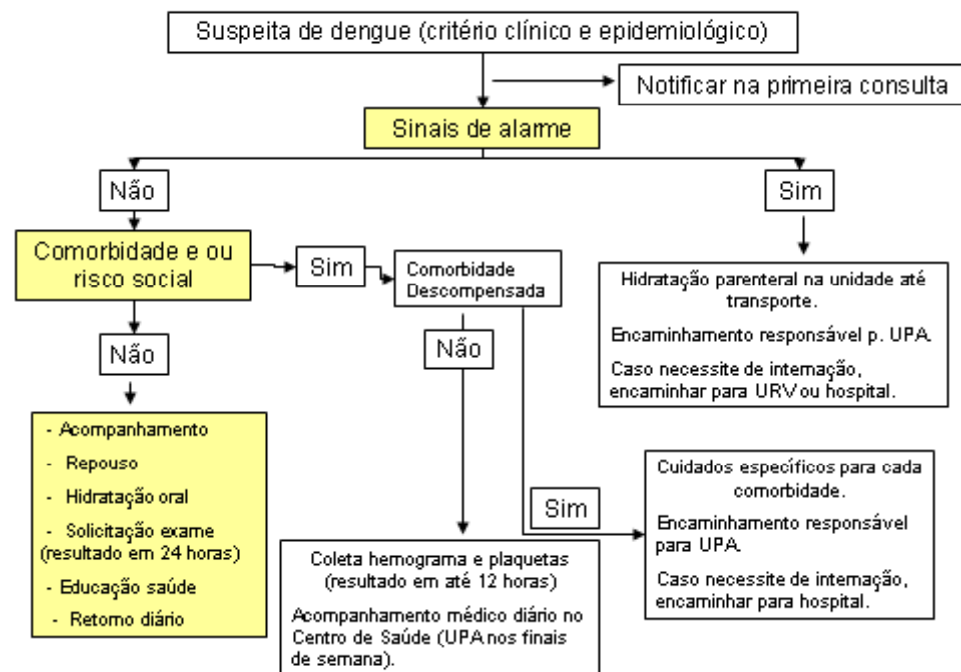 Suspeita de dengue (critério clínico e epidemiológico)
Notificar na primeira consulta
Sinais de alarme
Não
Sim
Comorbidade e ou
risco social
Sim
Comorbidade
Descompensada
Hidratação parenteral na unidade até
transporte.
Encaminhamento responsável p. UPA.
Caso necessite de internação,
encaminhar para URV ou hospital.
Não
Não
- Acompanhamento
- Repouso
- Hidratação oral
- Solicitação exame
(resultado em 24 horas)
- Educação saúde
- Retorno diário
Sim
Cuidados específicos para cada
comorbidade.
Encaminhamento responsável
para UPA.
Caso necessite de internação,
encaminhar para hospital.
Coleta hemograma e plaquetas
(resultado em até 12 horas)
Acompanhamento médico diário no
Centro de Saúde (UPA nos finais
de semana).